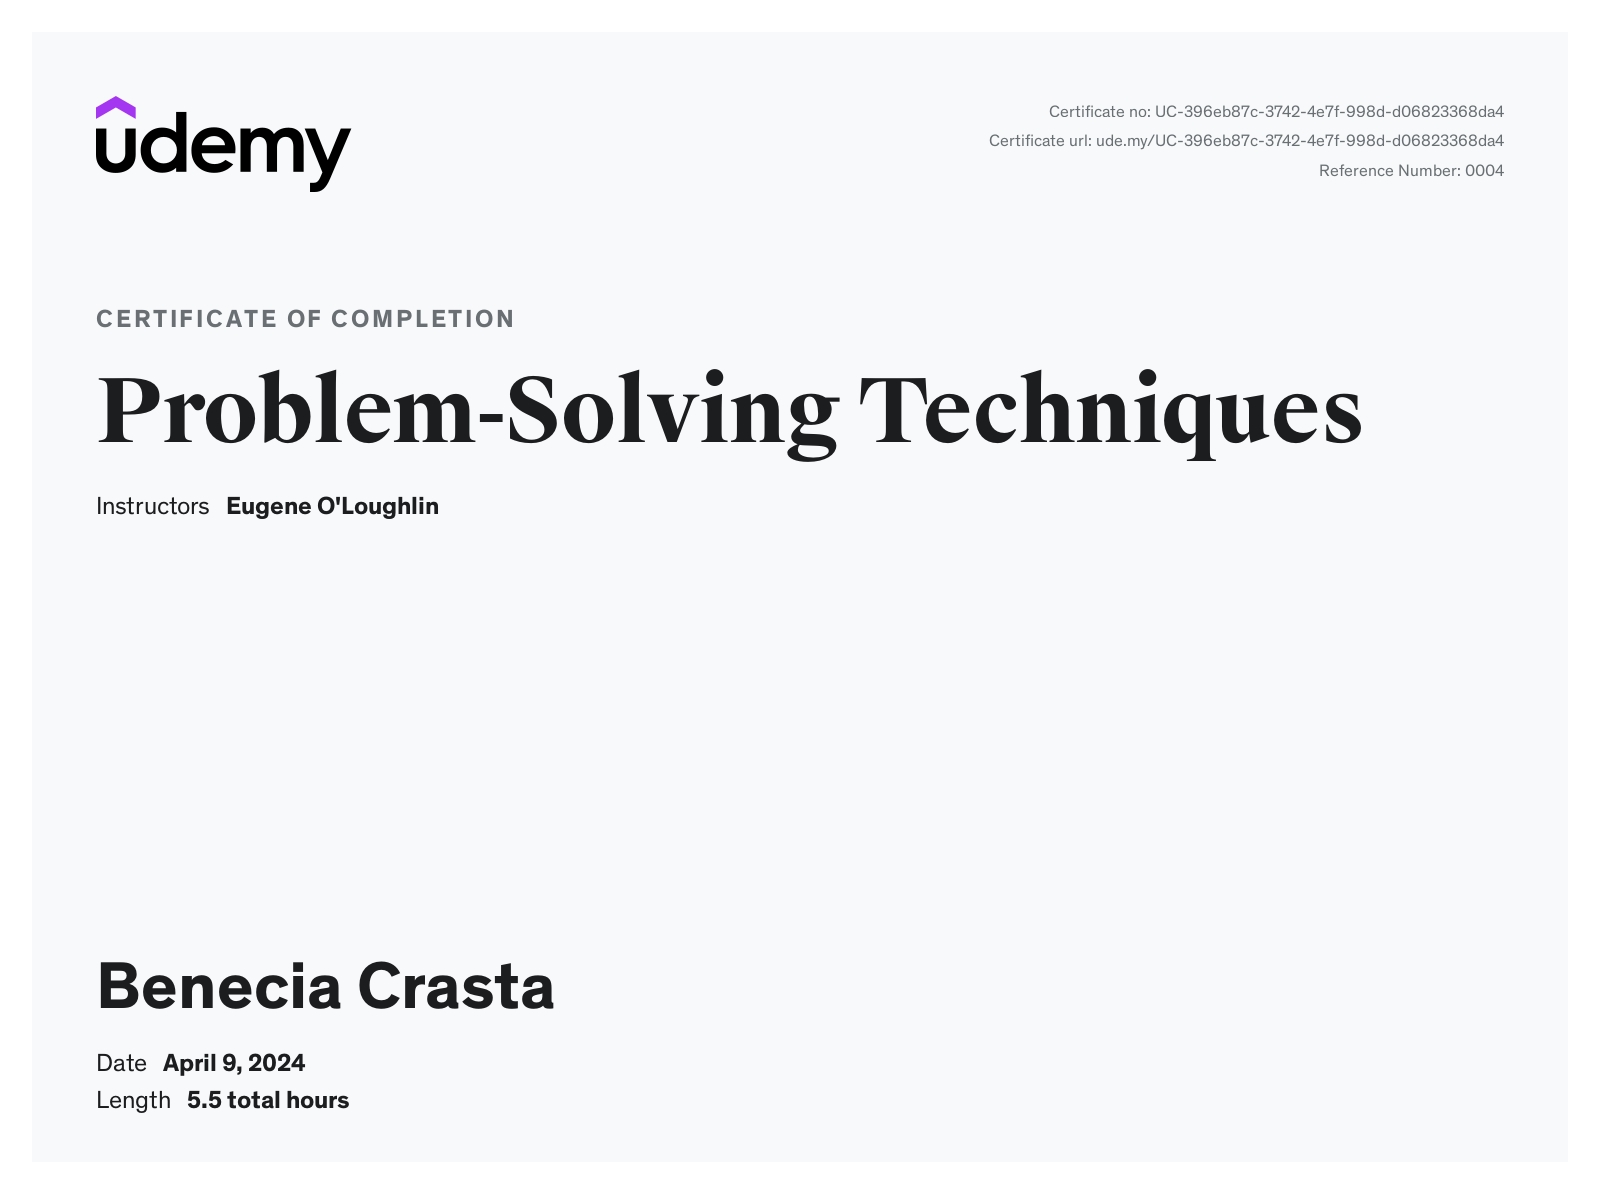 udemy
Certificate no: UC-396eb87c-3742-4e7f-998d-d06823368da4
Certificate url: ude.my/UC-396eb87c-3742-4e7f-998d-d06823368da4
Reference Number: 0004
CERTIFICATE OF COMPLETION
Problem-Solving Techniques
Instructors Eugene O'Loughlin
Benecia Crasta
Date April 9, 2024
Length 5.5 total hours